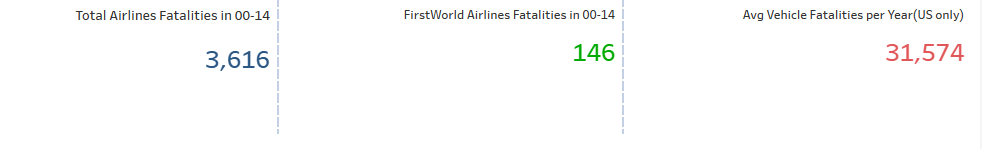 Total Airlines Fatalities in 00-14
3,616
FirstWorld Airlines Fatalities in 00-14
146
Avg Vehicle Fatalities per Year(US only)
31,574